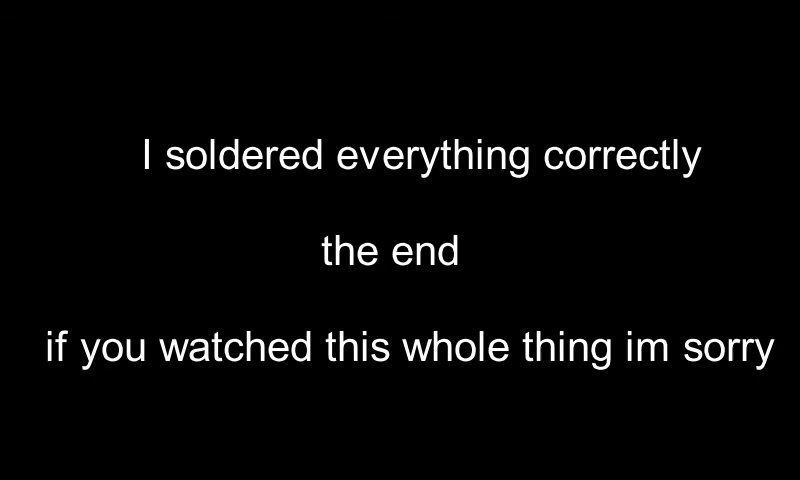 I soldered everything correctly
the end
if you watched this whole thing im sorry